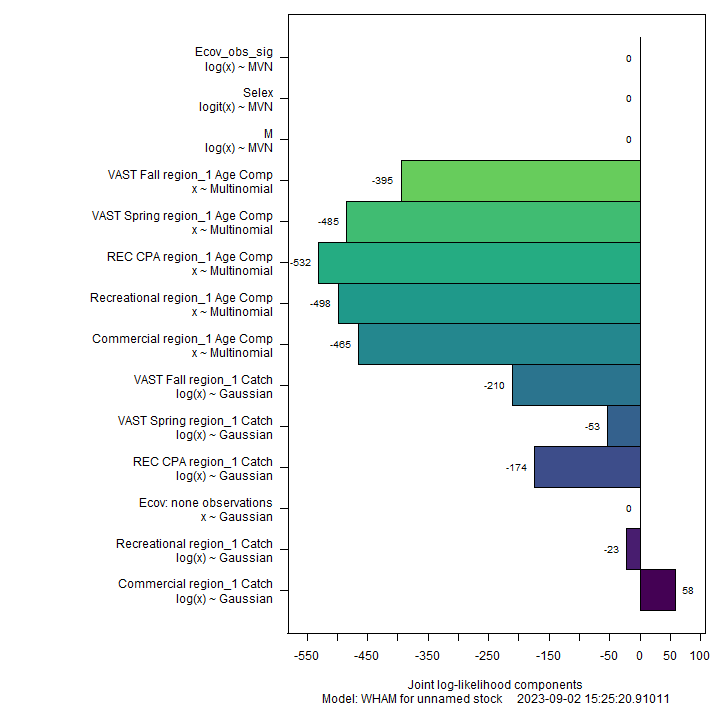 Ecov_obs_sig
log(x) ~ MVN
0
Selex
logit(x) ~ MVN
0
M
log(x) ~ MVN
0
VAST Fall region_1 Age Comp
x ~ Multinomial
-395
VAST Spring region_1 Age Comp
x ~ Multinomial
-485
REC CPA region_1 Age Comp
x ~ Multinomial
-532
Recreational region_1 Age Comp
x ~ Multinomial
-498
Commercial region_1 Age Comp
x ~ Multinomial
-465
VAST Fall region_1 Catch
log(x) ~ Gaussian
-210
VAST Spring region_1 Catch
log(x) ~ Gaussian
-53
REC CPA region_1 Catch
log(x) ~ Gaussian
-174
Ecov: none observations
x ~ Gaussian
0
Recreational region_1 Catch
log(x) ~ Gaussian
-23
Commercial region_1 Catch
log(x) ~ Gaussian
58
-550 -450 -350 -250 -150 -50 0 50 100
Joint log-likelihood components
Model: WHAM for unnamed stock 2023-09-02 15:25:20.91011